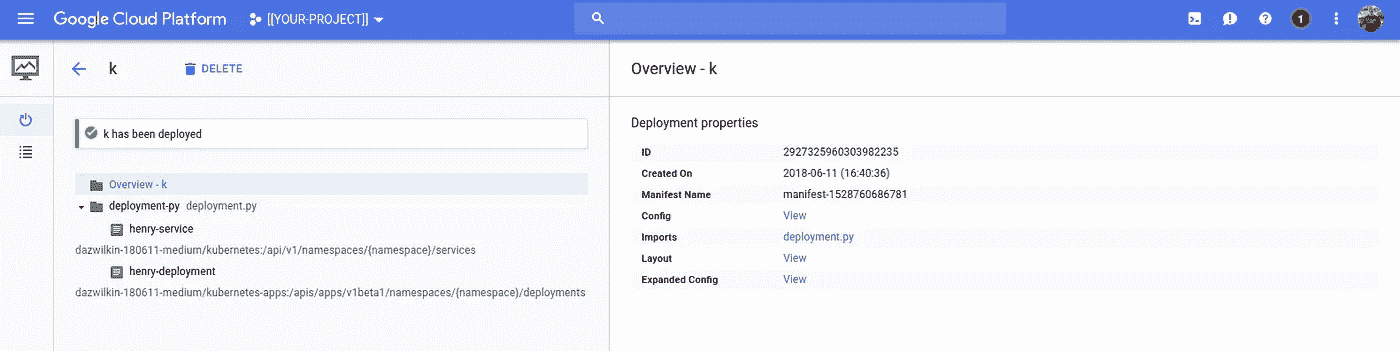 Google Cloud Platform [[YOUR-PROJECT]] 1
k DELETE
k has been deployed
Overview - k
deployment-py deployment.py
henry-service
dazwilkin-180611-medium/kubernetes:/api/v1/namespaces/{namespace}/services
henry-deployment
dazwilkin-180611-medium/kubernetes-apps:/apis/apps/v1beta1/namespaces/{namespace}/deployments
Overview - k
Deployment properties
ID 2927325960303982235
Created On 2018-06-11 (16:40:36)
Manifest Name manifest-1528760686781
Config View
Imports deployment.py
Layout View
Expanded Config View